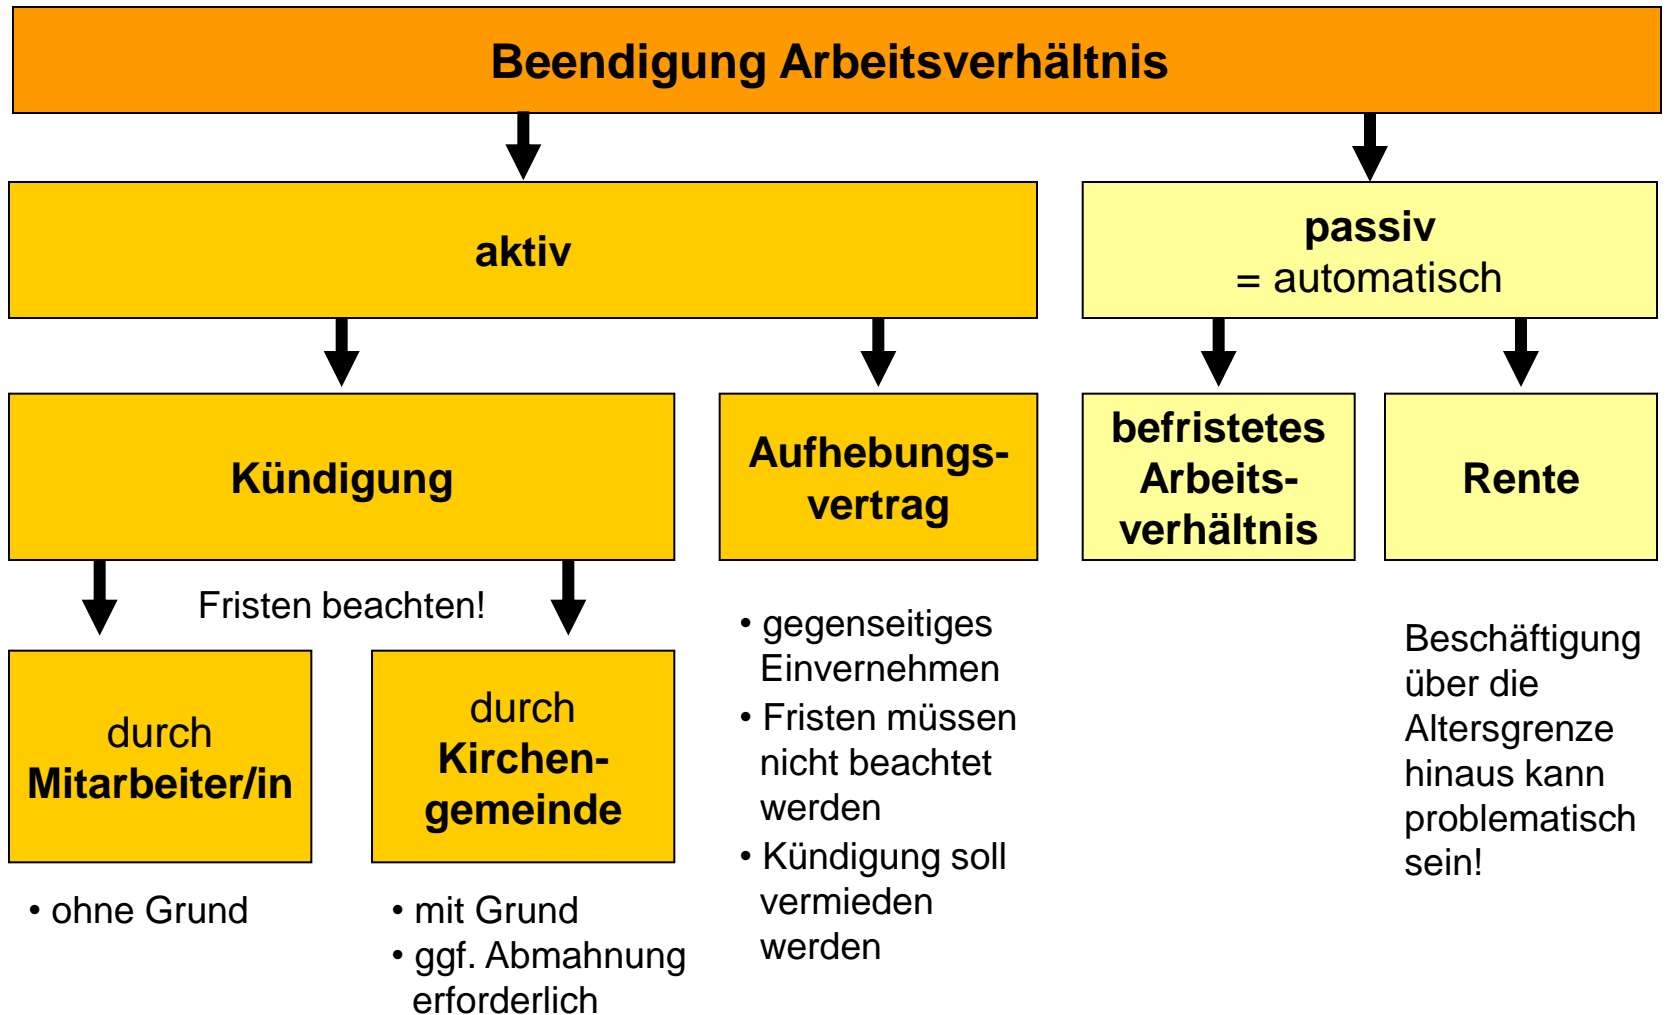 Beendigung Arbeitsverhältnis
aktiv
passiv
= automatisch
Kündigung
Aufhebungs-
vertrag
befristetes
Arbeits-
verhältnis
Rente
Fristen beachten!
durch
Mitarbeiter/in
durch
Kirchen-
gemeinde
• ohne Grund
• mit Grund
• ggf. Abmahnung
erforderlich
• gegenseitiges
Einvernehmen
• Fristen müssen
nicht beachtet
werden
• Kündigung soll
vermieden
werden
Beschäftigung
über die
Altersgrenze
hinaus kann
problematisch
sein!